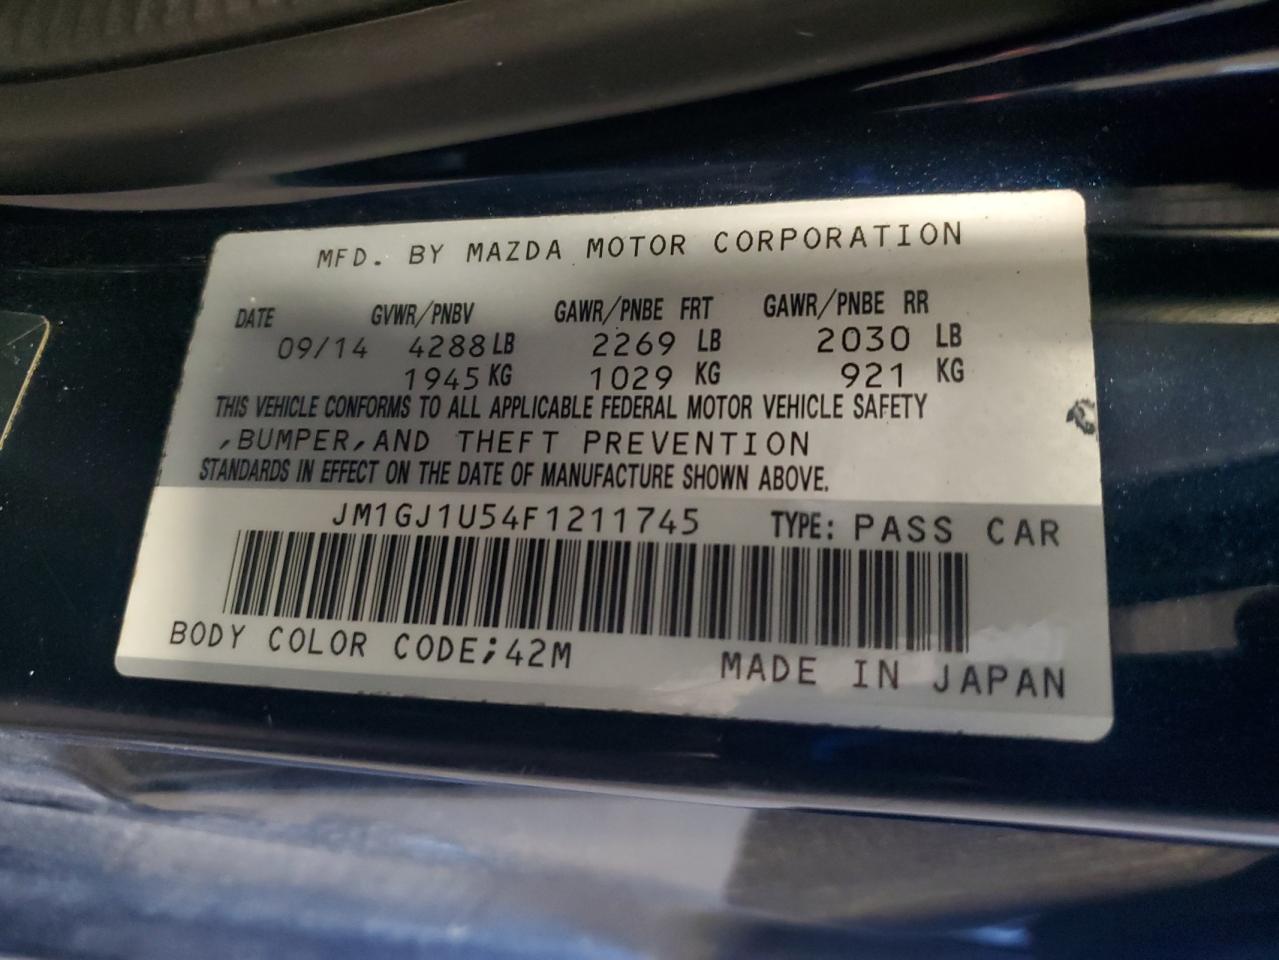 MFD. BY MAZDA MOTOR CORPORATION
DATE GVWR/PNBV GAWR/PNBE FRT GAWR/PNBE RR
09/14 4288 LB 2269 LB 2030 LB
1945 KG 1029 KG 921 KG
THIS VEHICLE CONFORMS TO ALL APPLICABLE FEDERAL MOTOR VEHICLE SAFETY
,BUMPER,AND THEFT PREVENTION
STANDARDS IN EFFECT ON THE DATE OF MANUFACTURE SHOWN ABOVE.
JM1GJ1U54F1211745 TYPE: PASS CAR
BODY COLOR CODE;42M MADE IN JAPAN